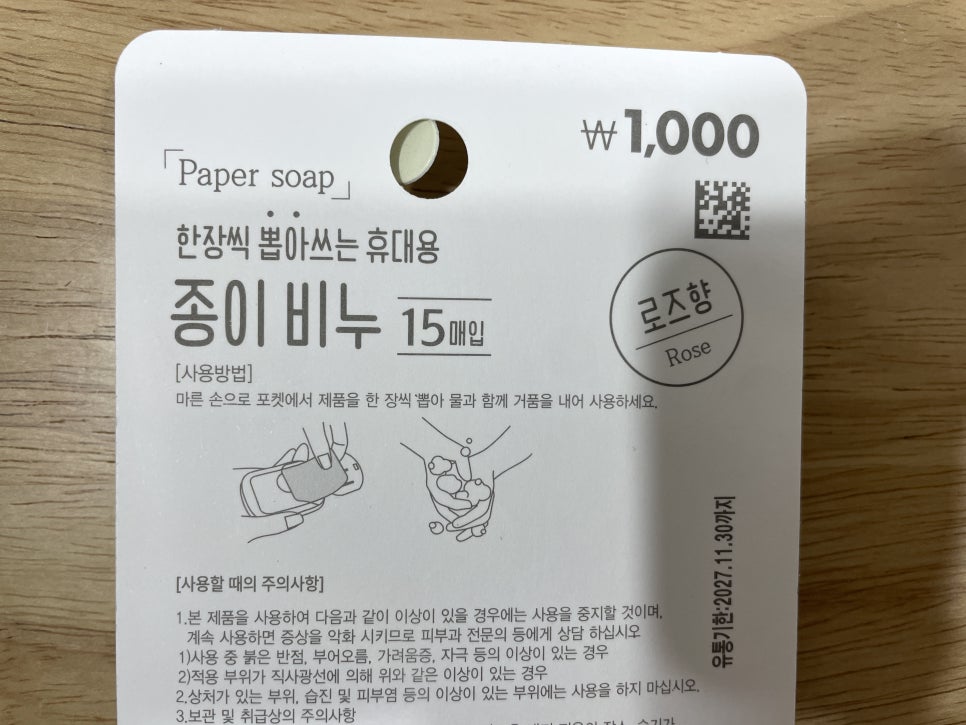 ₩1,000
「Paper soap」
한장씩 뽑아쓰는 휴대용
종이 비누 15매입
로즈향
Rose
[사용방법]
마른 손으로 포켓에서 제품을 한 장씩 뽑아 물과 함께 거품을 내어 사용하세요.
유통기한:2027.11.30까지
[사용할 때의 주의사항]
1.본 제품을 사용하여 다음과 같이 이상이 있을 경우에는 사용을 중지할 것이며,
계속 사용하면 증상을 악화 시키므로 피부과 전문의 등에게 상담 하십시오
1)사용 중 붉은 반점, 부어오름, 가려움증, 자극 등의 이상이 있는 경우
2)적용 부위가 직사광선에 의해 위와 같은 이상이 있는 경우
2.상처가 있는 부위, 습진 및 피부염 등의 이상이 있는 부위에는 사용을 하지 마십시오.
3.보관 및 취급상의 주의사항